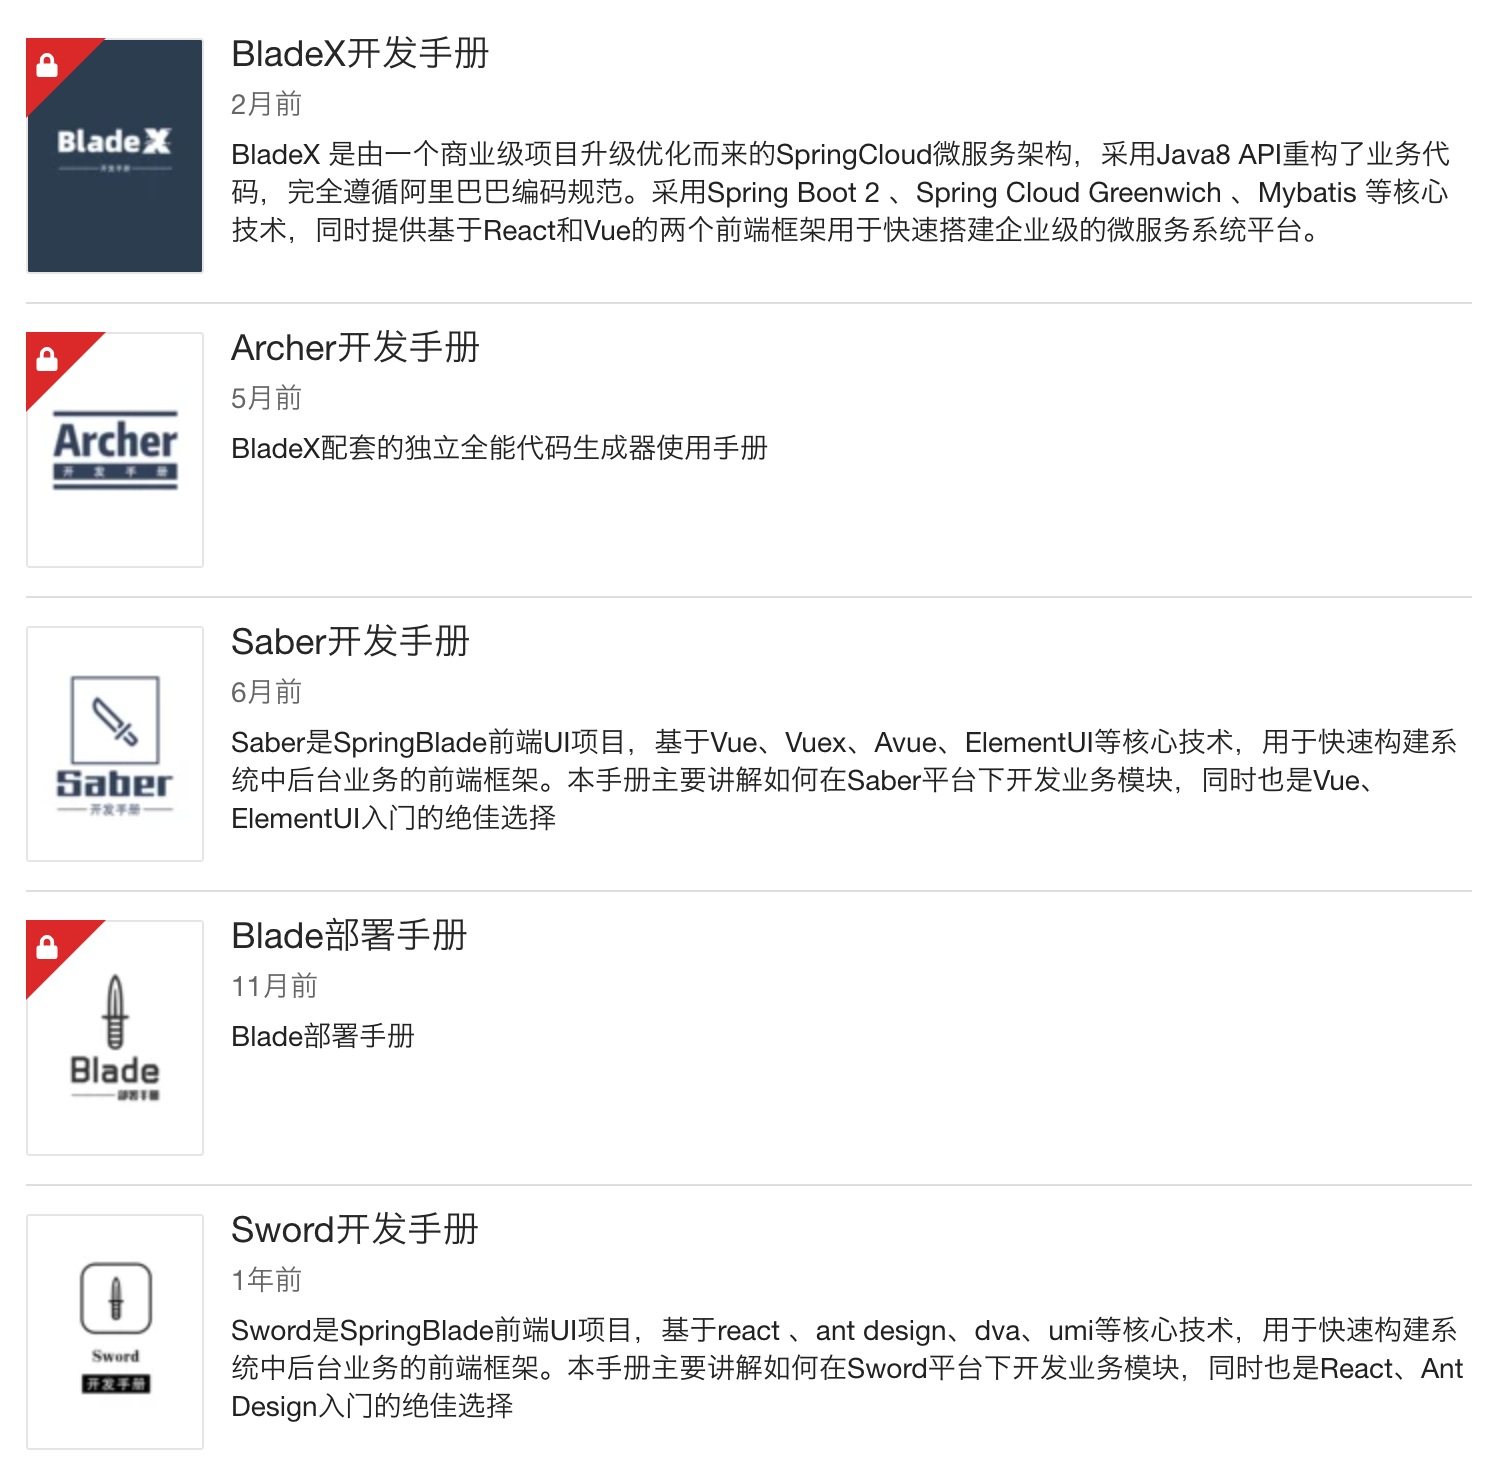 BladeX
开发手册
BladeX开发手册
2月前
BladeX 是由一个商业级项目升级优化而来的SpringCloud微服务架构，采用Java8 API重构了业务代
码，完全遵循阿里巴巴编码规范。采用Spring Boot 2 、Spring Cloud Greenwich 、Mybatis 等核心
技术，同时提供基于React和Vue的两个前端框架用于快速搭建企业级的微服务系统平台。
Archer
开发手册
Archer开发手册
5月前
BladeX配套的独立全能代码生成器使用手册
Saber
开发手册
Saber开发手册
6月前
Saber是SpringBlade前端UI项目，基于Vue、Vuex、Avue、ElementUI等核心技术，用于快速构建系
统中后台业务的前端框架。本手册主要讲解如何在Saber平台下开发业务模块，同时也是Vue、
ElementUI入门的绝佳选择
Blade
部署手册
Blade部署手册
11月前
Blade部署手册
Sword
开发手册
Sword开发手册
1年前
Sword是SpringBlade前端UI项目，基于react 、ant design、dva、umi等核心技术，用于快速构建系
统中后台业务的前端框架。本手册主要讲解如何在Sword平台下开发业务模块，同时也是React、Ant
Design入门的绝佳选择